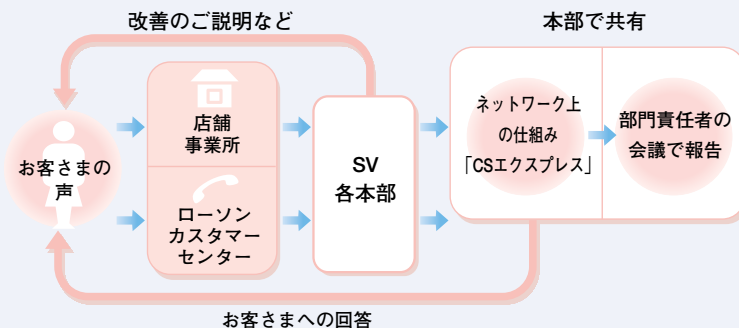 改善のご説明など
本部で共有
お客さまの
声
店舗
事業所
ローソン
カスタマー
センター
SV
各本部
ネットワーク上
の仕組み
「CSエクスプレス」
部門責任者の
会議で報告
お客さまへの回答